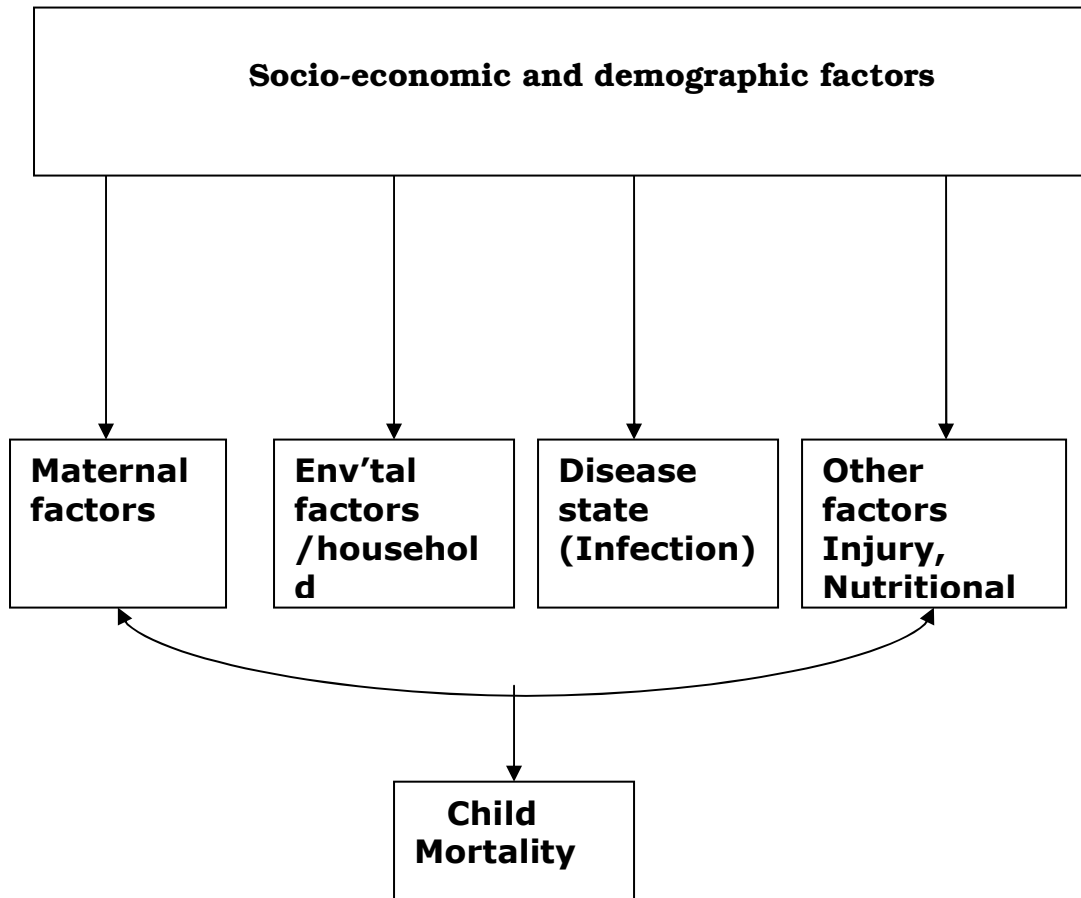 Socio-economic and demographic factors
Maternal
factors
Env’tal
factors
/househol
d
Disease
state
(Infection)
Other
factors
Injury,
Nutritional
Child
Mortality